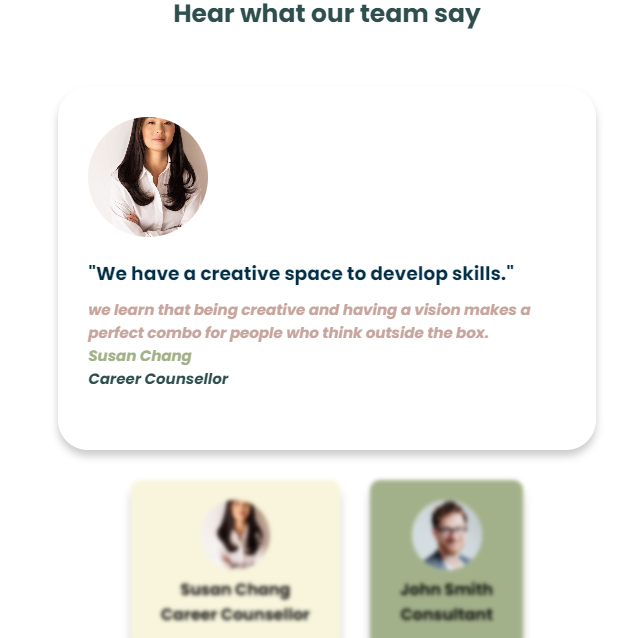 Hear what our team say
"We have a creative space to develop skills."
we learn that being creative and having a vision makes a
perfect combo for people who think outside the box.
Susan Chang
Career Counsellor
Susan Chang
Career Counsellor
John Smith
Consultant